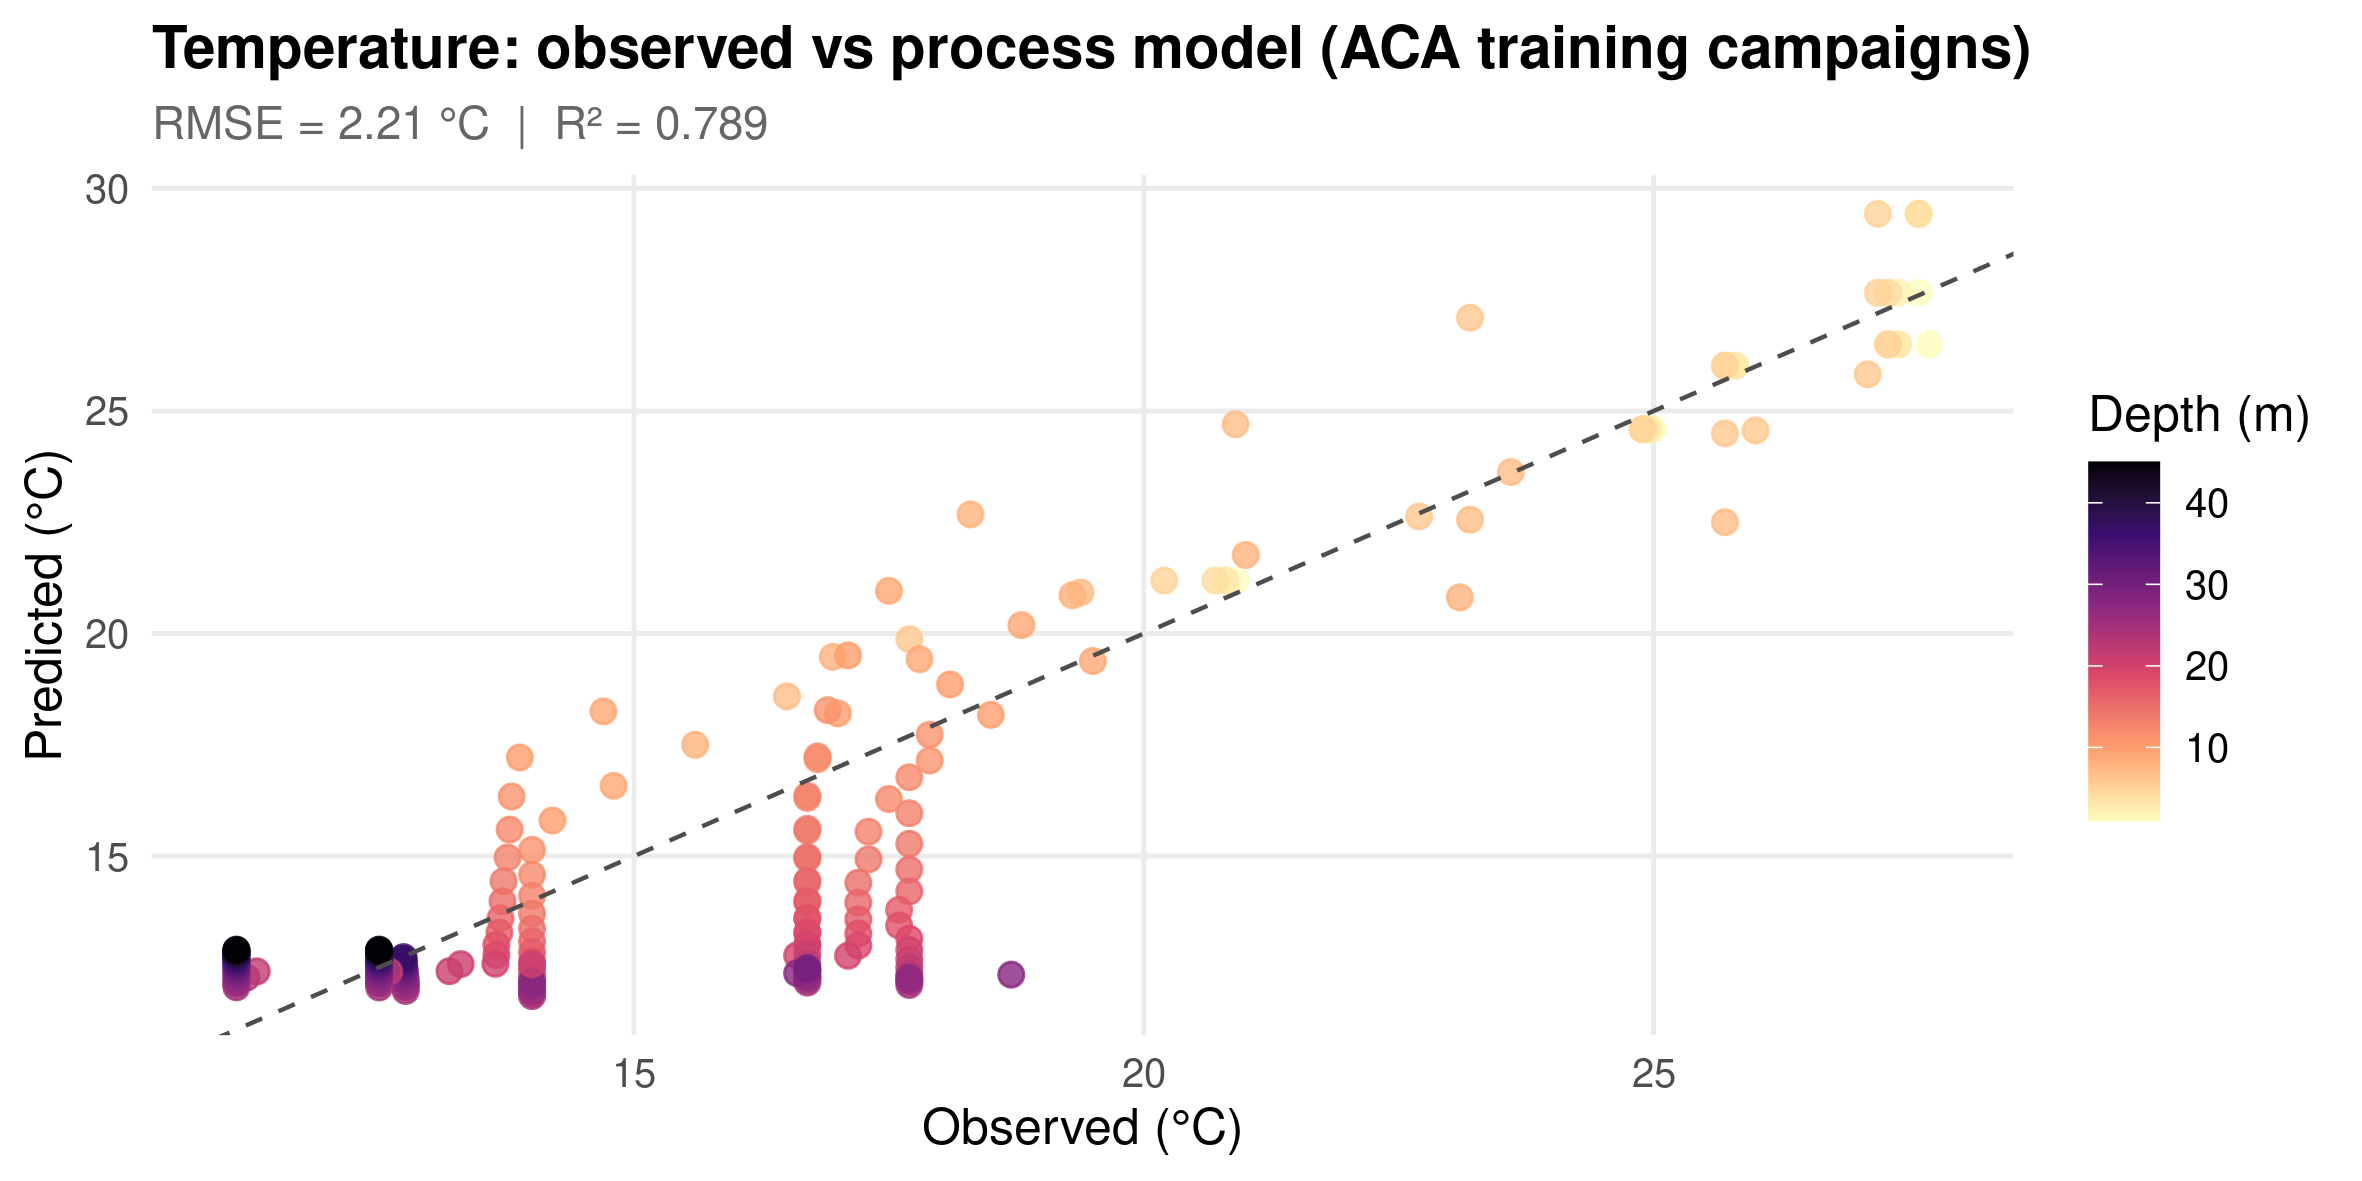 Temperature: observed vs process model (ACA training campaigns)
RMSE = 2.21 °C | R² = 0.789
30
25
20
15
Predicted (°C)
15
20
25
Observed (°C)
Depth (m)
40
30
20
10